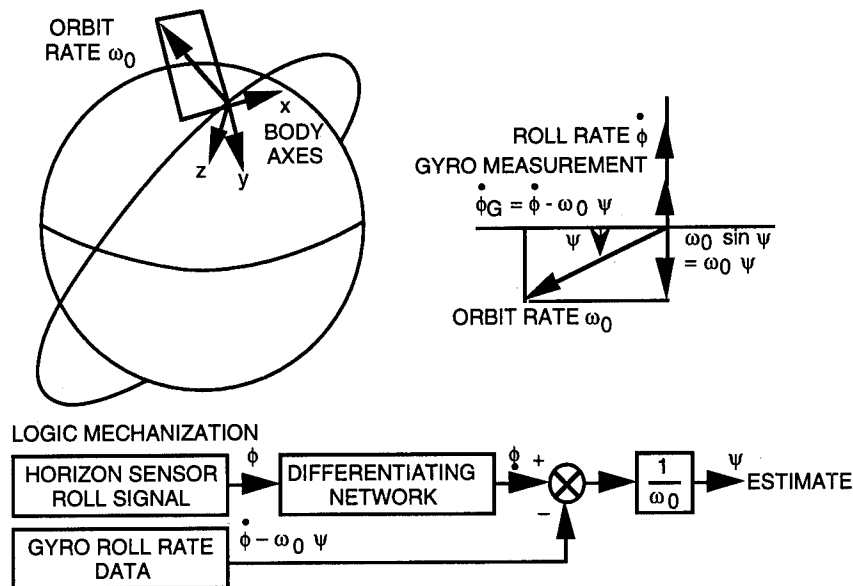 ORBIT
RATE ω0
x
BODY
AXES
z
y
ROLL RATE φ̇
GYRO MEASUREMENT
φ̇G = φ̇ - ω0 ψ
ψ
ω0 sin ψ
= ω0 ψ
ORBIT RATE ω0
LOGIC MECHANIZATION
HORIZON SENSOR
ROLL SIGNAL
φ
DIFFERENTIATING
NETWORK
φ̇
+
−
1
ω0
ψ
ESTIMATE
GYRO ROLL RATE
DATA
φ̇ − ω0 ψ